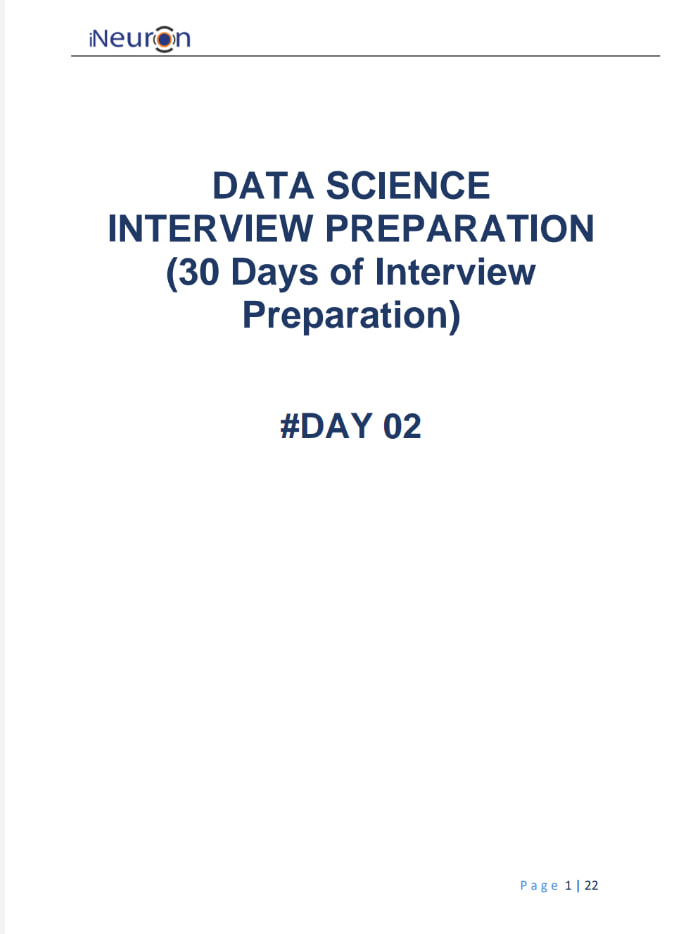 iNeuron
DATA SCIENCE
INTERVIEW PREPARATION
(30 Days of Interview
Preparation)
#DAY 02
Page 1 | 22